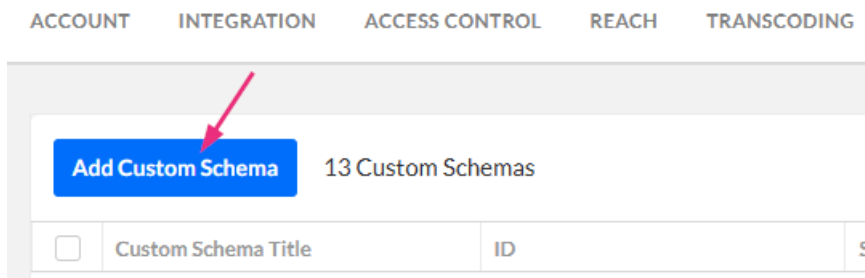 ACCOUNT INTEGRATION ACCESS CONTROL REACH TRANSCODING
Add Custom Schema 13 Custom Schemas
Custom Schema Title ID